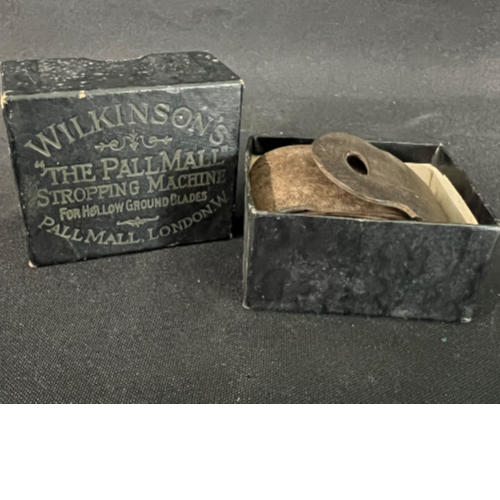 WILKINSON'S
"THE PALL MALL"
STROPPING MACHINE
FOR HOLLOW GROUND BLADES
PALL MALL, LONDON.W.